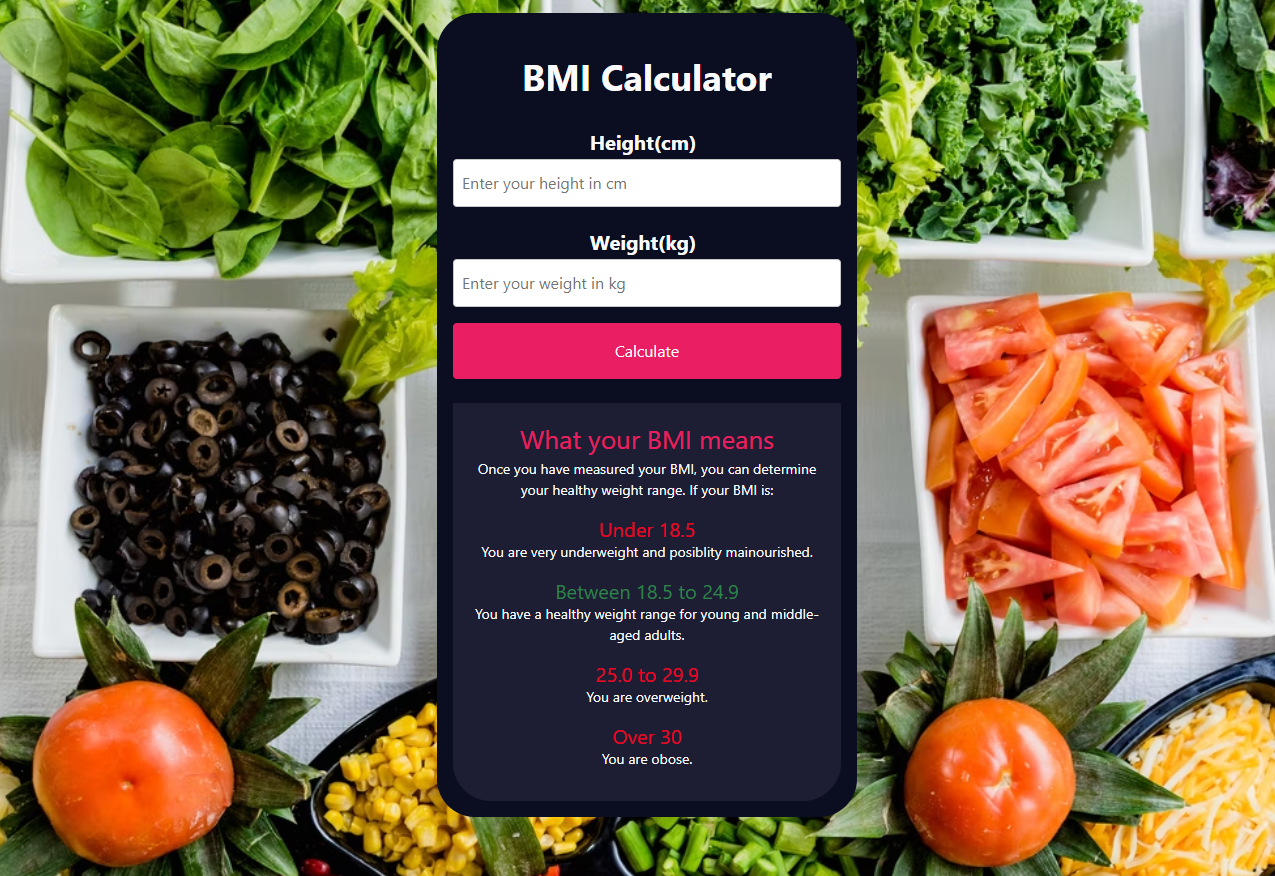 BMI Calculator
Height(cm)
Enter your height in cm
Weight(kg)
Enter your weight in kg
Calculate
What your BMI means
Once you have measured your BMI, you can determine
your healthy weight range. If your BMI is:
Under 18.5
You are very underweight and posiblity mainourished.
Between 18.5 to 24.9
You have a healthy weight range for young and middle-
aged adults.
25.0 to 29.9
You are overweight.
Over 30
You are obose.